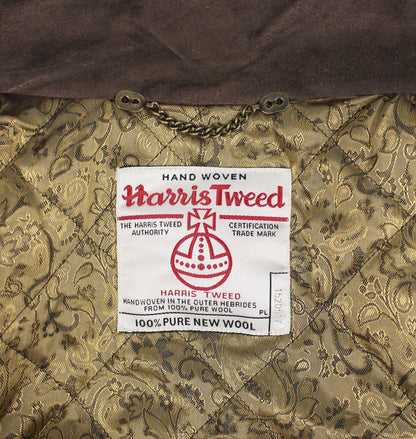 HAND WOVEN
Harris Tweed
THE HARRIS TWEED AUTHORITY
CERTIFICATION TRADE MARK
HARRIS TWEED
HANDWOVEN IN THE OUTER HEBRIDES
FROM 100% PURE WOOL
PL
100% PURE NEW WOOL